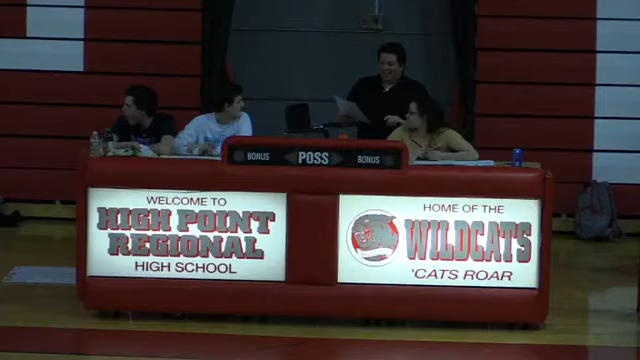 BONUS POSS BONUS
WELCOME TO
HIGH POINT
REGIONAL
HIGH SCHOOL
HOME OF THE
WILDCATS
'CATS ROAR